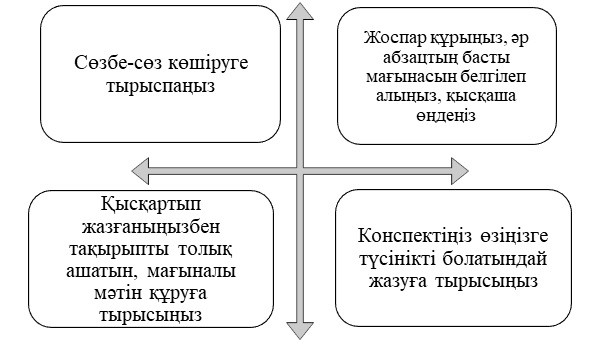 Сөзбе-сөз көшіруге
тырыспаңыз
Жоспар құрыңыз, әр
абзацтың басты
мағынасын белгілеп
алыңыз, қысқаша
өңдеңіз
Қысқартып
жазғаныңызбен
тақырыпты толық
ашатын, мағыналы
мәтін құруға
тырысыңыз
Конспектіңіз өзіңізге
түсінікті болатындай
жазуға тырысыңыз